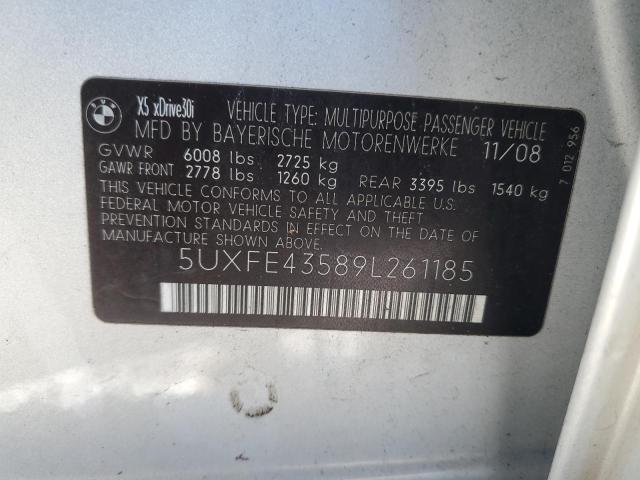 BMW
X5 xDrive30i VEHICLE TYPE: MULTIPURPOSE PASSENGER VEHICLE
MFD BY BAYERISCHE MOTORENWERKE 11/08
GVWR 6008 lbs 2725 kg
GAWR FRONT 2778 lbs 1260 kg REAR 3395 lbs 1540 kg
THIS VEHICLE CONFORMS TO ALL APPLICABLE U.S.
FEDERAL MOTOR VEHICLE SAFETY AND THEFT
PREVENTION STANDARDS IN EFFECT ON THE DATE OF
MANUFACTURE SHOWN ABOVE:
5UXFE43589L261185
7 012 956